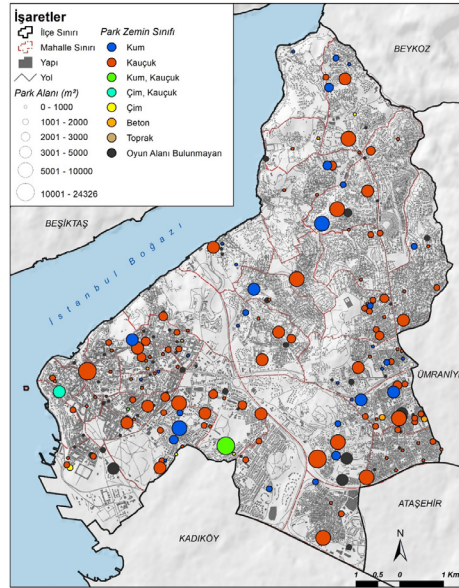 İşaretler
İlçe Sınırı
Mahalle Sınırı
Yapı
Yol
Park Alanı (m²)
0 - 1000
1001 - 2000
2001 - 3000
3001 - 5000
5001 - 10000
10001 - 24326
Park Zemin Sınıfı
Kum
Kauçuk
Kum, Kauçuk
Çim, Kauçuk
Çim
Beton
Toprak
Oyun Alanı Bulunmayan
BEYKOZ
BEŞİKTAŞ
İstanbul Boğazı
ÜMRANİYE
ATAŞEHİR
KADIKÖY
N
1 0.5 0 1 Km